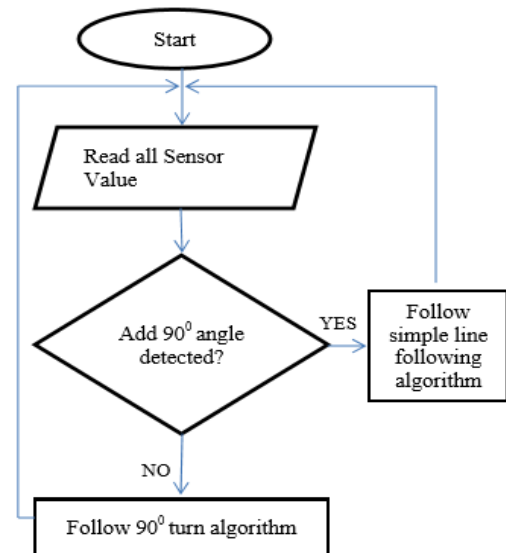 Start
Read all Sensor
Value
Add 90⁰ angle
detected?
YES
Follow
simple line
following
algorithm
NO
Follow 90⁰ turn algorithm